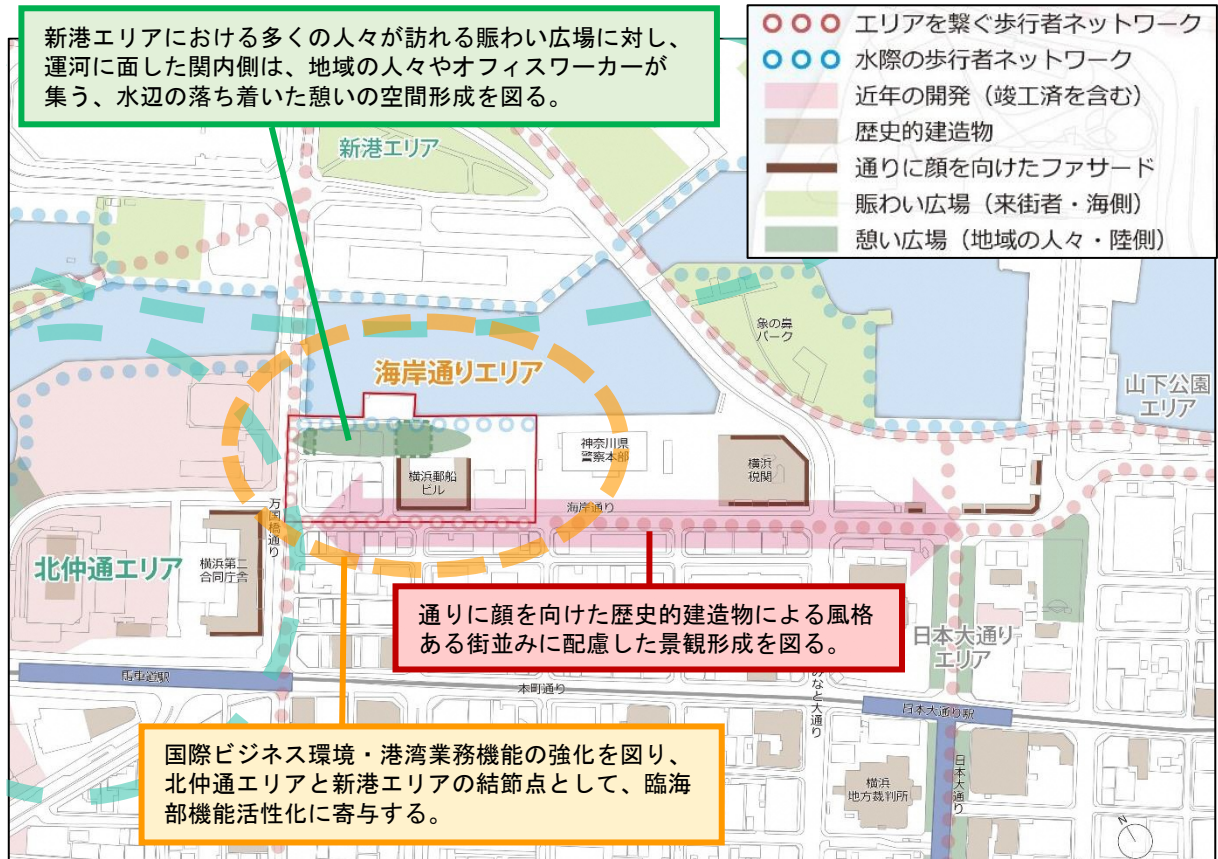 新港エリアにおける多くの人々が訪れる賑わい広場に対し、
運河に面した関内側は、地域の人々やオフィスワーカーが
集う、水辺の落ち着いた憩いの空間形成を図る。
エリアを繋ぐ歩行者ネットワーク
水際の歩行者ネットワーク
近年の開発（竣工済を含む）
歴史的建造物
通りに顔を向けたファサード
賑わい広場（来街者・海側）
憩い広場（地域の人々・陸側）
新港エリア
象の鼻
パーク
海岸通りエリア
山下公園
エリア
神奈川県
警察本部
横浜
税関
横浜郵船
ビル
海岸通り
万国橋通り
北仲通エリア
横浜第二
合同庁舎
通りに顔を向けた歴史的建造物による風格
ある街並みに配慮した景観形成を図る。
日本大通り
エリア
馬車道駅
本町通り
みなと大通り
日本大通り駅
国際ビジネス環境・港湾業務機能の強化を図り、
北仲通エリアと新港エリアの結節点として、臨海
部機能活性化に寄与する。
横浜
地方裁判所
日本大通り
N